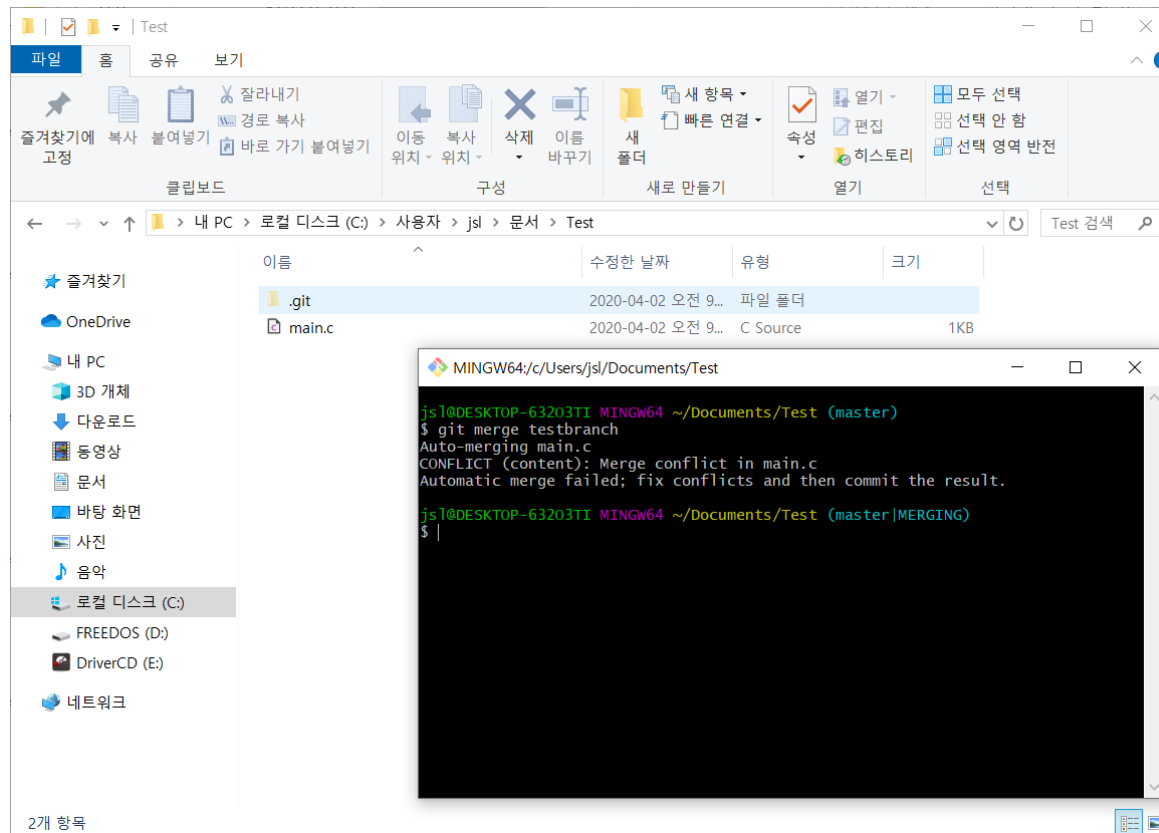 Test
파일 홈 공유 보기
즐겨찾기에 고정
복사
붙여넣기
잘라내기
경로 복사
바로 가기 붙여넣기
클립보드
이동 위치
복사 위치
삭제
이름 바꾸기
구성
새 폴더
새 항목
빠른 연결
새로 만들기
속성
열기
편집
히스토리
열기
모두 선택
선택 안 함
선택 영역 반전
선택
내 PC > 로컬 디스크 (C:) > 사용자 > jsl > 문서 > Test
Test 검색
즐겨찾기
OneDrive
내 PC
3D 개체
다운로드
동영상
문서
바탕 화면
사진
음악
로컬 디스크 (C:)
FREEDOS (D:)
DriverCD (E:)
네트워크
이름 수정한 날짜 유형 크기
.git 2020-04-02 오전 9... 파일 폴더
main.c 2020-04-02 오전 9... C Source 1KB
MINGW64:/c/Users/jsl/Documents/Test
jsl@DESKTOP-63203TI MINGW64 ~/Documents/Test (master)
$ git merge testbranch
Auto-merging main.c
CONFLICT (content): Merge conflict in main.c
Automatic merge failed; fix conflicts and then commit the result.
jsl@DESKTOP-63203TI MINGW64 ~/Documents/Test (master|MERGING)
$
2개 항목